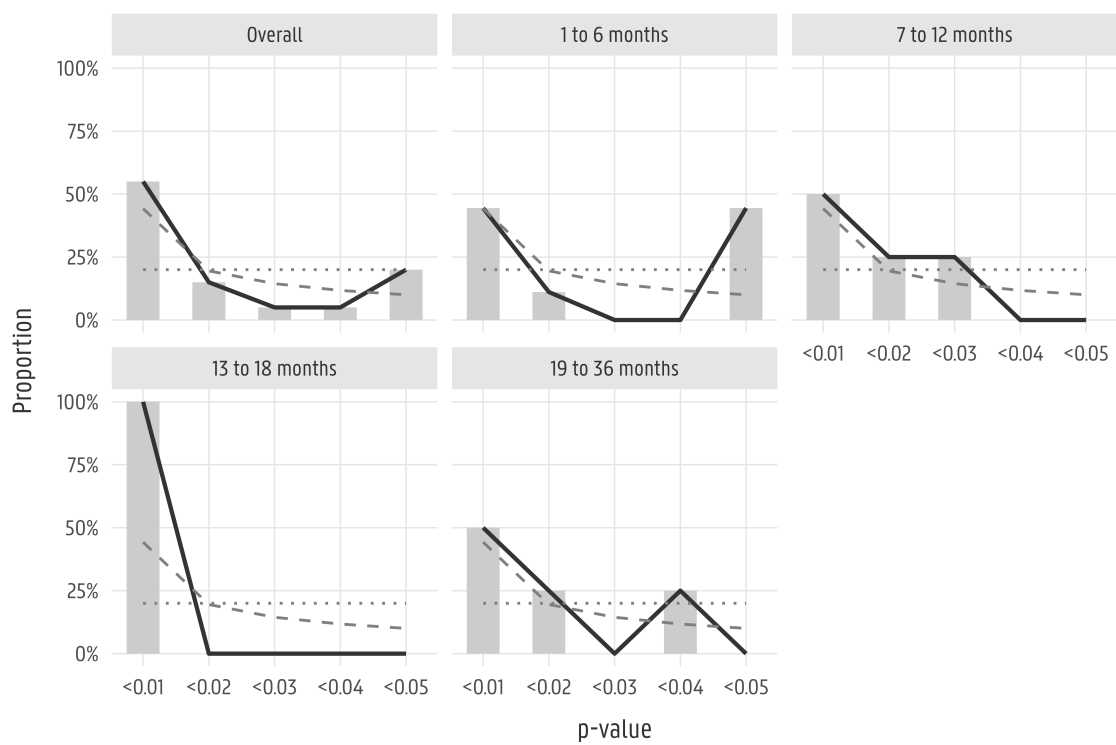 Overall
1 to 6 months
7 to 12 months
100%
75%
50%
25%
0%
<0.01 <0.02 <0.03 <0.04 <0.05
13 to 18 months
19 to 36 months
100%
75%
50%
25%
0%
<0.01 <0.02 <0.03 <0.04 <0.05
<0.01 <0.02 <0.03 <0.04 <0.05
Proportion
p-value